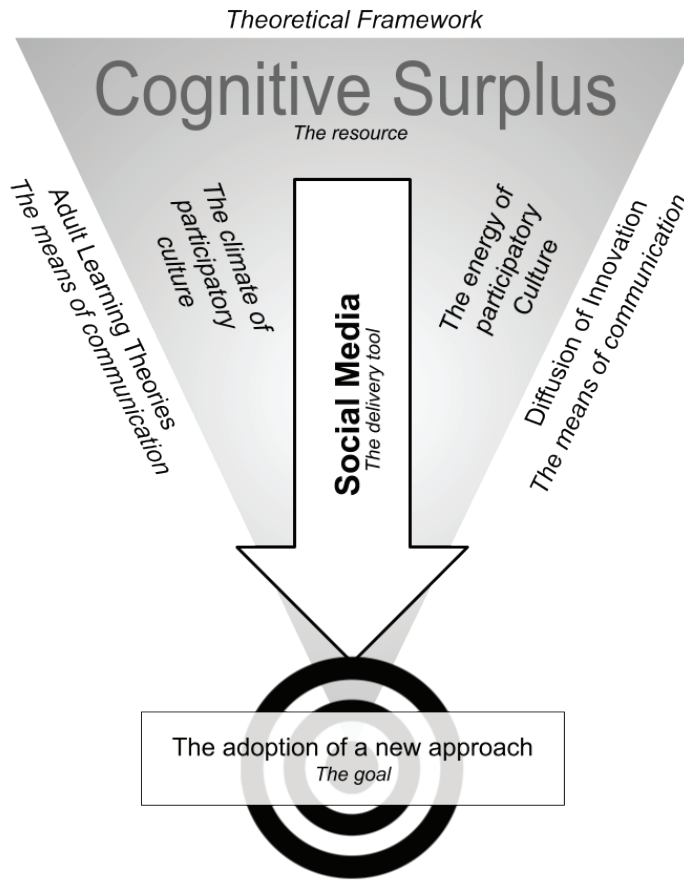 Theoretical Framework
Cognitive Surplus
The resource
Adult Learning Theories
The means of communication
The climate of
participatory
culture
Social Media
The delivery tool
The energy of
participatory
Culture
Diffusion of Innovation
The means of communication
The adoption of a new approach
The goal